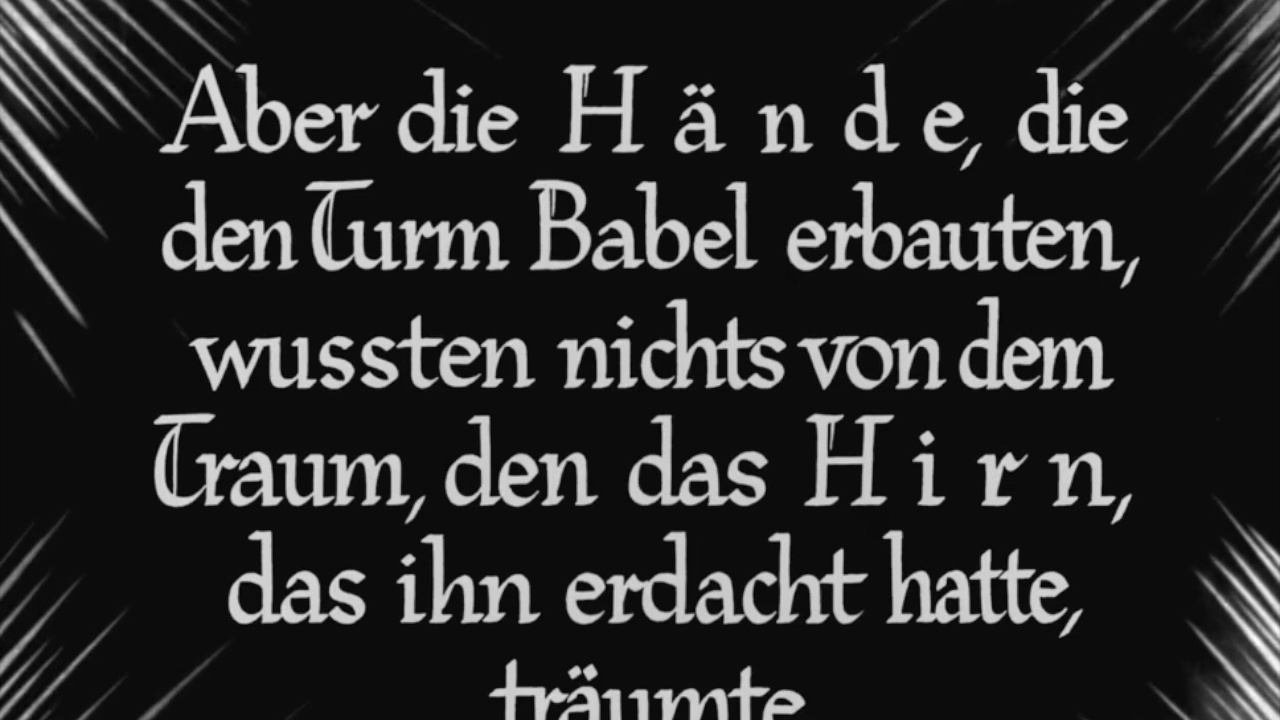 Aber die H ä n d e, die
den Turm Babel erbauten,
wussten nichts von dem
Traum, den das H i r n,
das ihn erdacht hatte,
träumte